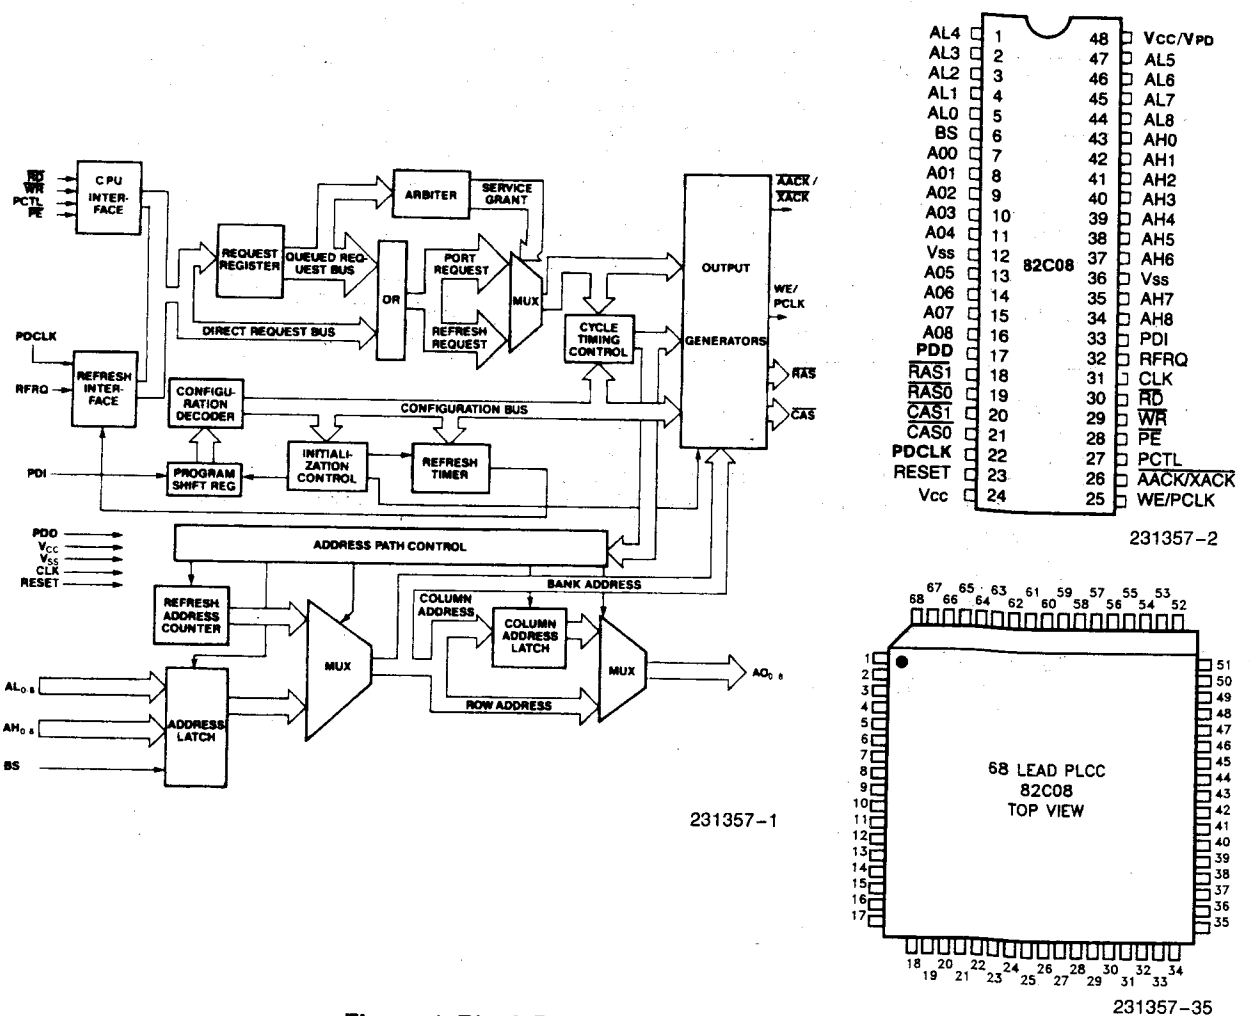 RD
WR
PCTL
PE
CPU
INTER-
FACE
PDCLK
RFRQ
REFRESH
INTER-
FACE
REQUEST
REGISTER
QUEUED REQ-
UEST BUS
DIRECT REQUEST BUS
ARBITER
SERVICE
GRANT
OR
PORT
REQUEST
REFRESH
REQUEST
MUX
CYCLE
TIMING
CONTROL
OUTPUT
GENERATORS
AACK /
XACK
WE/
PCLK
RAS
CAS
CONFIGU-
RATION
DECODER
CONFIGURATION BUS
PDI
PROGRAM
SHIFT REG
INITIALI-
ZATION
CONTROL
REFRESH
TIMER
PDD
VCC
VSS
CLK
RESET
ADDRESS PATH CONTROL
BANK ADDRESS
REFRESH
ADDRESS
COUNTER
MUX
COLUMN
ADDRESS
COLUMN
ADDRESS
LATCH
MUX
ROW ADDRESS
AO0 8
AL0 8
AH0 8
BS
ADDRESS
LATCH
231357–1
AL4 1 48 VCC/VPD
AL3 2 47 AL5
AL2 3 46 AL6
AL1 4 45 AL7
AL0 5 44 AL8
BS 6 43 AH0
A00 7 42 AH1
A01 8 41 AH2
A02 9 40 AH3
A03 10 39 AH4
A04 11 38 AH5
Vss 12 37 AH6
A05 13 36 Vss
A06 14 35 AH7
A07 15 34 AH8
A08 16 33 PDI
PDD 17 32 RFRQ
RAS1 18 31 CLK
RAS0 19 30 RD
CAS1 20 29 WR
CAS0 21 28 PE
PDCLK 22 27 PCTL
RESET 23 26 AACK/XACK
Vcc 24 25 WE/PCLK
82C08
231357–2
68 67 66 65 64 63 62 61 60 59 58 57 56 55 54 53 52
1 51
2 50
3 49
4 48
5 47
6 46
7 45
8 44
9 43
10 42
11 41
12 40
13 39
14 38
15 37
16 36
17 35
68 LEAD PLCC
82C08
TOP VIEW
18 19 20 21 22 23 24 25 26 27 28 29 30 31 32 33 34
231357–35